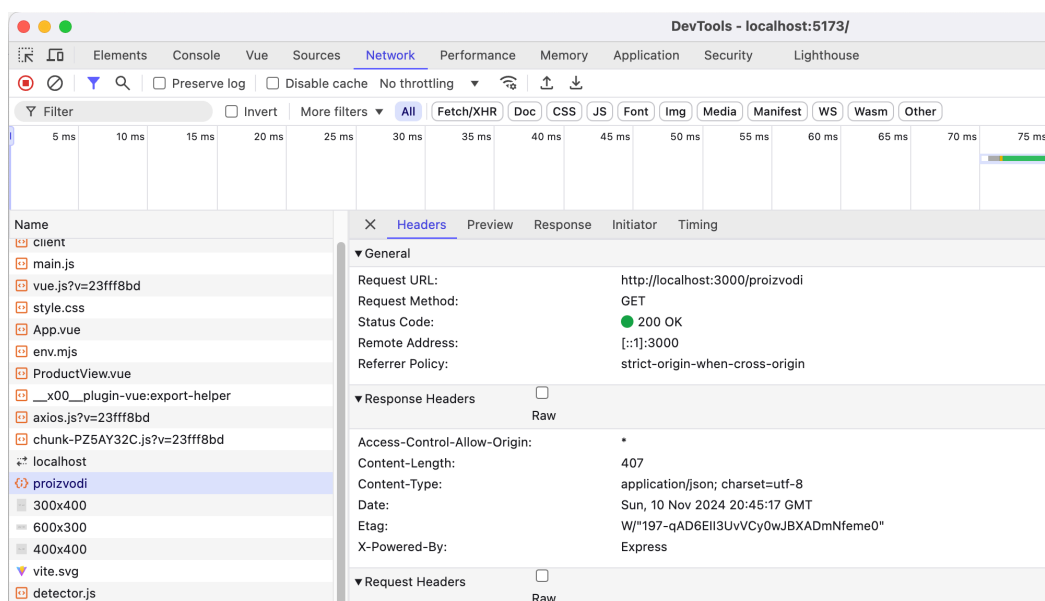 DevTools - localhost:5173/
Elements Console Vue Sources Network Performance Memory Application Security Lighthouse
Preserve log Disable cache No throttling
Filter Invert More filters All Fetch/XHR Doc CSS JS Font Img Media Manifest WS Wasm Other
5 ms 10 ms 15 ms 20 ms 25 ms 30 ms 35 ms 40 ms 45 ms 50 ms 55 ms 60 ms 65 ms 70 ms 75 ms
Name
client
main.js
vue.js?v=23fff8bd
style.css
App.vue
env.mjs
ProductView.vue
__x00__plugin-vue:export-helper
axios.js?v=23fff8bd
chunk-PZ5AY32C.js?v=23fff8bd
localhost
proizvodi
300x400
600x300
400x400
vite.svg
detector.js
Headers Preview Response Initiator Timing
General
Request URL: http://localhost:3000/proizvodi
Request Method: GET
Status Code: 200 OK
Remote Address: [::1]:3000
Referrer Policy: strict-origin-when-cross-origin
Response Headers
Raw
Access-Control-Allow-Origin: *
Content-Length: 407
Content-Type: application/json; charset=utf-8
Date: Sun, 10 Nov 2024 20:45:17 GMT
Etag: W/"197-qAD6EII3UvVCy0wJBXADmNfeme0"
X-Powered-By: Express
Request Headers
Raw